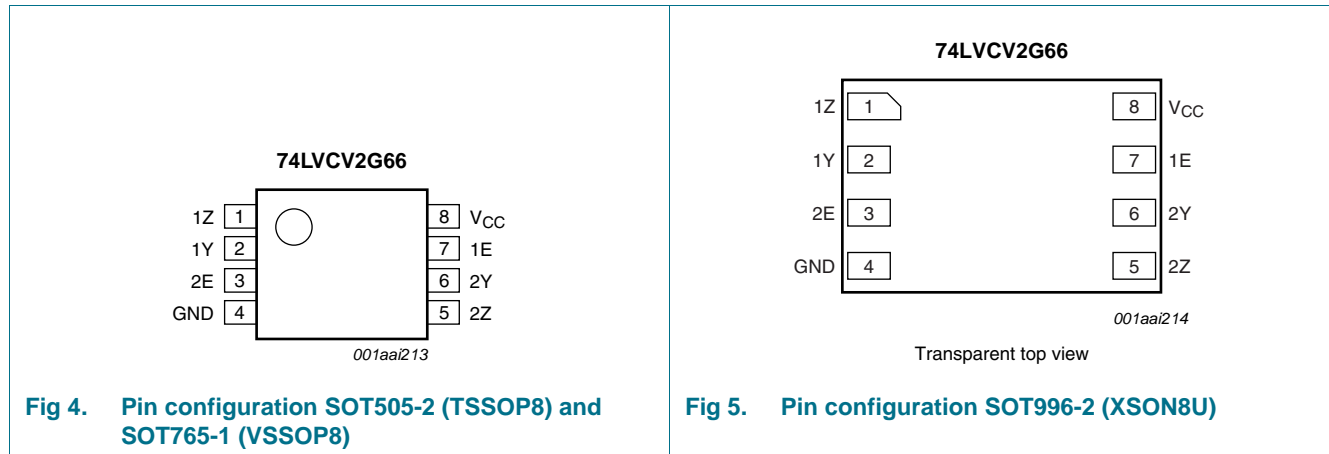 74LVCV2G66
1Z 1 8 VCC
1Y 2 7 1E
2E 3 6 2Y
GND 4 5 2Z
001aai213
Fig 4. Pin configuration SOT505-2 (TSSOP8) and
SOT765-1 (VSSOP8)
74LVCV2G66
1Z 1 8 VCC
1Y 2 7 1E
2E 3 6 2Y
GND 4 5 2Z
001aai214
Transparent top view
Fig 5. Pin configuration SOT996-2 (XSON8U)